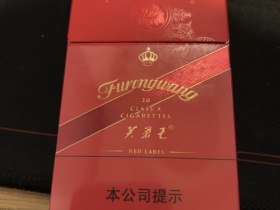 Furongwang
20
CLASS A
CIGARETTES
芙蓉王®
RED LABEL
本公司提示